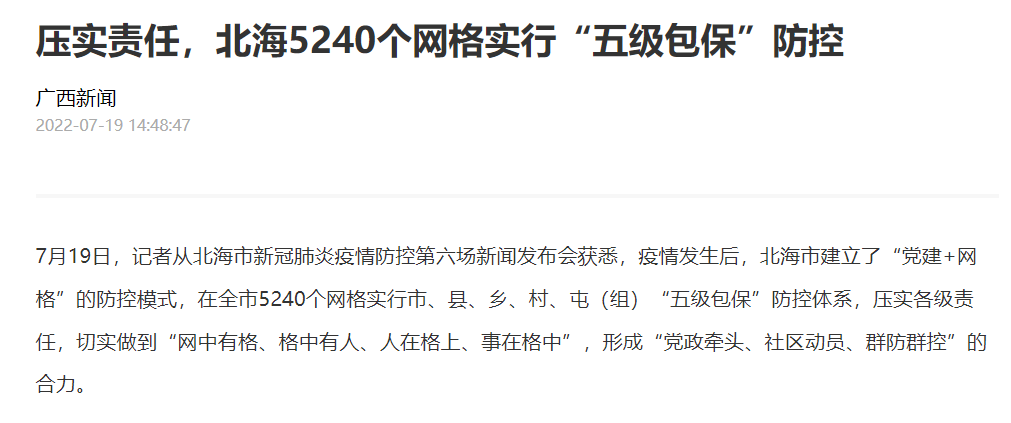 压实责任，北海5240个网格实行“五级包保”防控
广西新闻
2022-07-19 14:48:47
7月19日，记者从北海市新冠肺炎疫情防控第六场新闻发布会获悉，疫情发生后，北海市建立了“党建+网
格”的防控模式，在全市5240个网格实行市、县、乡、村、屯（组）“五级包保”防控体系，压实各级责
任，切实做到“网中有格、格中有人、人在格上、事在格中”，形成“党政牵头、社区动员、群防群控”的
合力。